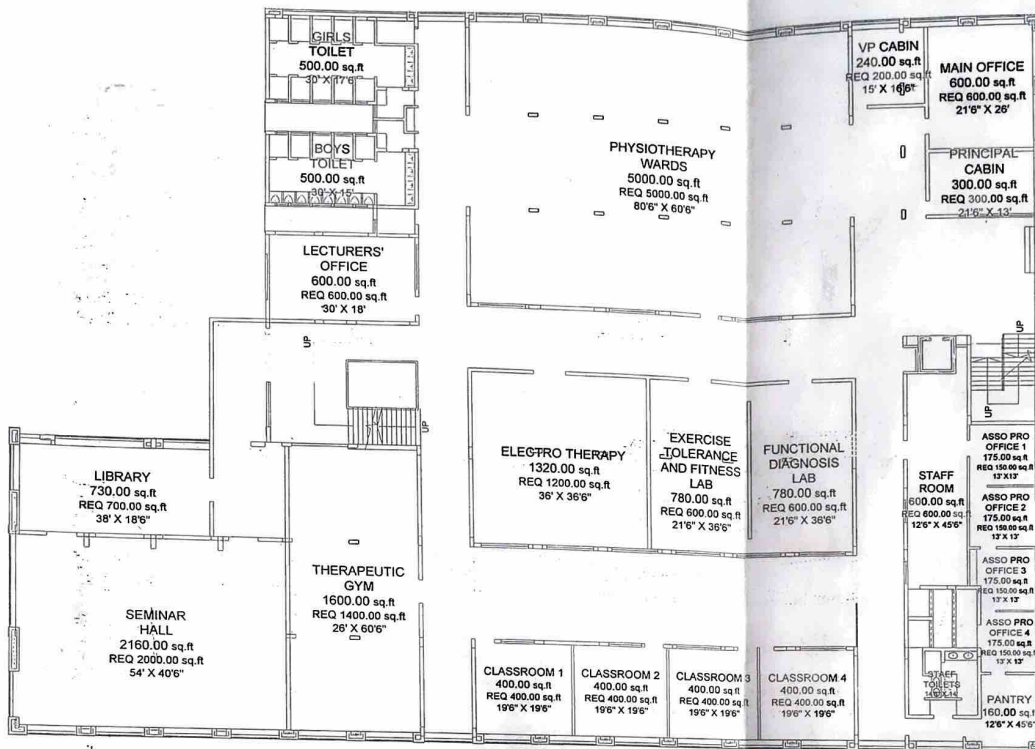 GIRLS
TOILET
500.00 sq.ft
30' X 17'6
BOYS
TOILET
500.00 sq.ft
30' X 15'
LECTURERS'
OFFICE
600.00 sq.ft
REQ 600.00 sq.ft
30' X 18'
PHYSIOTHERAPY
WARDS
5000.00 sq.ft
REQ 5000.00 sq.ft
80'6" X 60'6"
VP CABIN
240.00 sq.ft
REQ 200.00 sq.ft
15' X 16'6"
MAIN OFFICE
600.00 sq.ft
REQ 600.00 sq.ft
21'6" X 26'
PRINCIPAL
CABIN
300.00 sq.ft
REQ 300.00 sq.ft
21'6" X 13'
UP
UP
UP
LIBRARY
730.00 sq.ft
REQ 700.00 sq.ft
38' X 18'6"
SEMINAR
HALL
2160.00 sq.ft
REQ 2000.00 sq.ft
54' X 40'6"
THERAPEUTIC
GYM
1600.00 sq.ft
REQ 1400.00 sq.ft
26' X 60'6"
ELECTRO THERAPY
1320.00 sq.ft
REQ 1200.00 sq.ft
36' X 36'6"
EXERCISE
TOLERANCE
AND FITNESS
LAB
780.00 sq.ft
REQ 600.00 sq.ft
21'6" X 36'6"
FUNCTIONAL
DIAGNOSIS
LAB
780.00 sq.ft
REQ 600.00 sq.ft
21'6" X 36'6"
STAFF
ROOM
600.00 sq.ft
REQ 600.00 sq.ft
12'6" X 45'6"
ASSO PRO
OFFICE 1
175.00 sq.ft
REQ 150.00 sq.ft
13'X13'
ASSO PRO
OFFICE 2
175.00 sq.ft
REQ 150.00 sq.ft
13' X 13'
ASSO PRO
OFFICE 3
175.00 sq.ft
REQ 150.00 sq.ft
13' X 13'
ASSO PRO
OFFICE 4
175.00 sq.ft
REQ 150.00 sq.ft
13' X 13'
CLASSROOM 1
400.00 sq.ft
REQ 400.00 sq.ft
19'6" X 19'6"
CLASSROOM 2
400.00 sq.ft
REQ 400.00 sq.ft
19'6" X 19'6"
CLASSROOM 3
400.00 sq.ft
REQ 400.00 sq.ft
19'6" X 19'6"
CLASSROOM 4
400.00 sq.ft
REQ 400.00 sq.ft
19'6" X 19'6"
STAFF
TOILETS
PANTRY
160.00 sq.f
12'6" X 45'6"